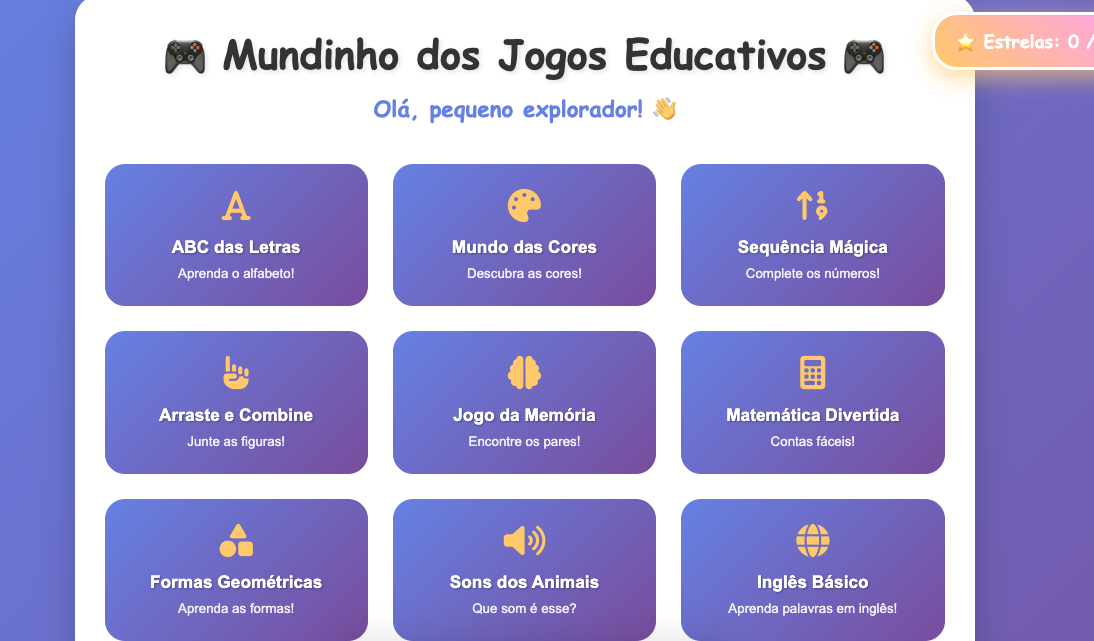 🎮 Mundinho dos Jogos Educativos 🎮
⭐ Estrelas: 0 /
Olá, pequeno explorador! 👋
ABC das Letras
Aprenda o alfabeto!
Mundo das Cores
Descubra as cores!
Sequência Mágica
Complete os números!
Arraste e Combine
Junte as figuras!
Jogo da Memória
Encontre os pares!
Matemática Divertida
Contas fáceis!
Formas Geométricas
Aprenda as formas!
Sons dos Animais
Que som é esse?
Inglês Básico
Aprenda palavras em inglês!